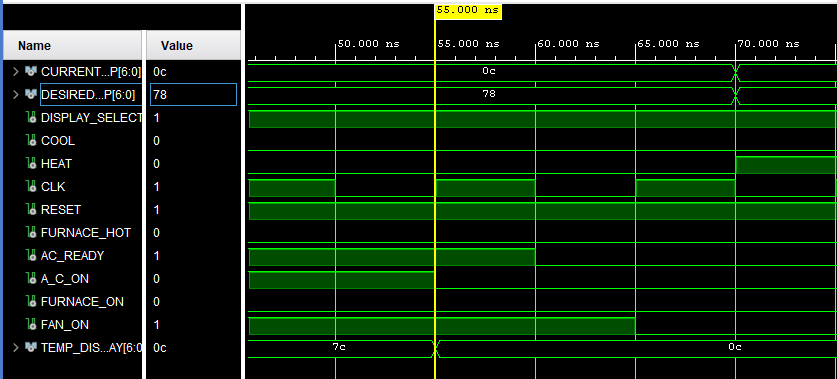 55.000 ns
Name Value
50.000 ns 55.000 ns 60.000 ns 65.000 ns 70.000 ns
CURRENT...P[6:0] 0c 0c
DESIRED...P[6:0] 78 78
DISPLAY_SELECT 1
COOL 0
HEAT 0
CLK 1
RESET 1
FURNACE_HOT 0
AC_READY 1
A_C_ON 0
FURNACE_ON 0
FAN_ON 1
TEMP_DIS...AY[6:0 0c 7c 0c